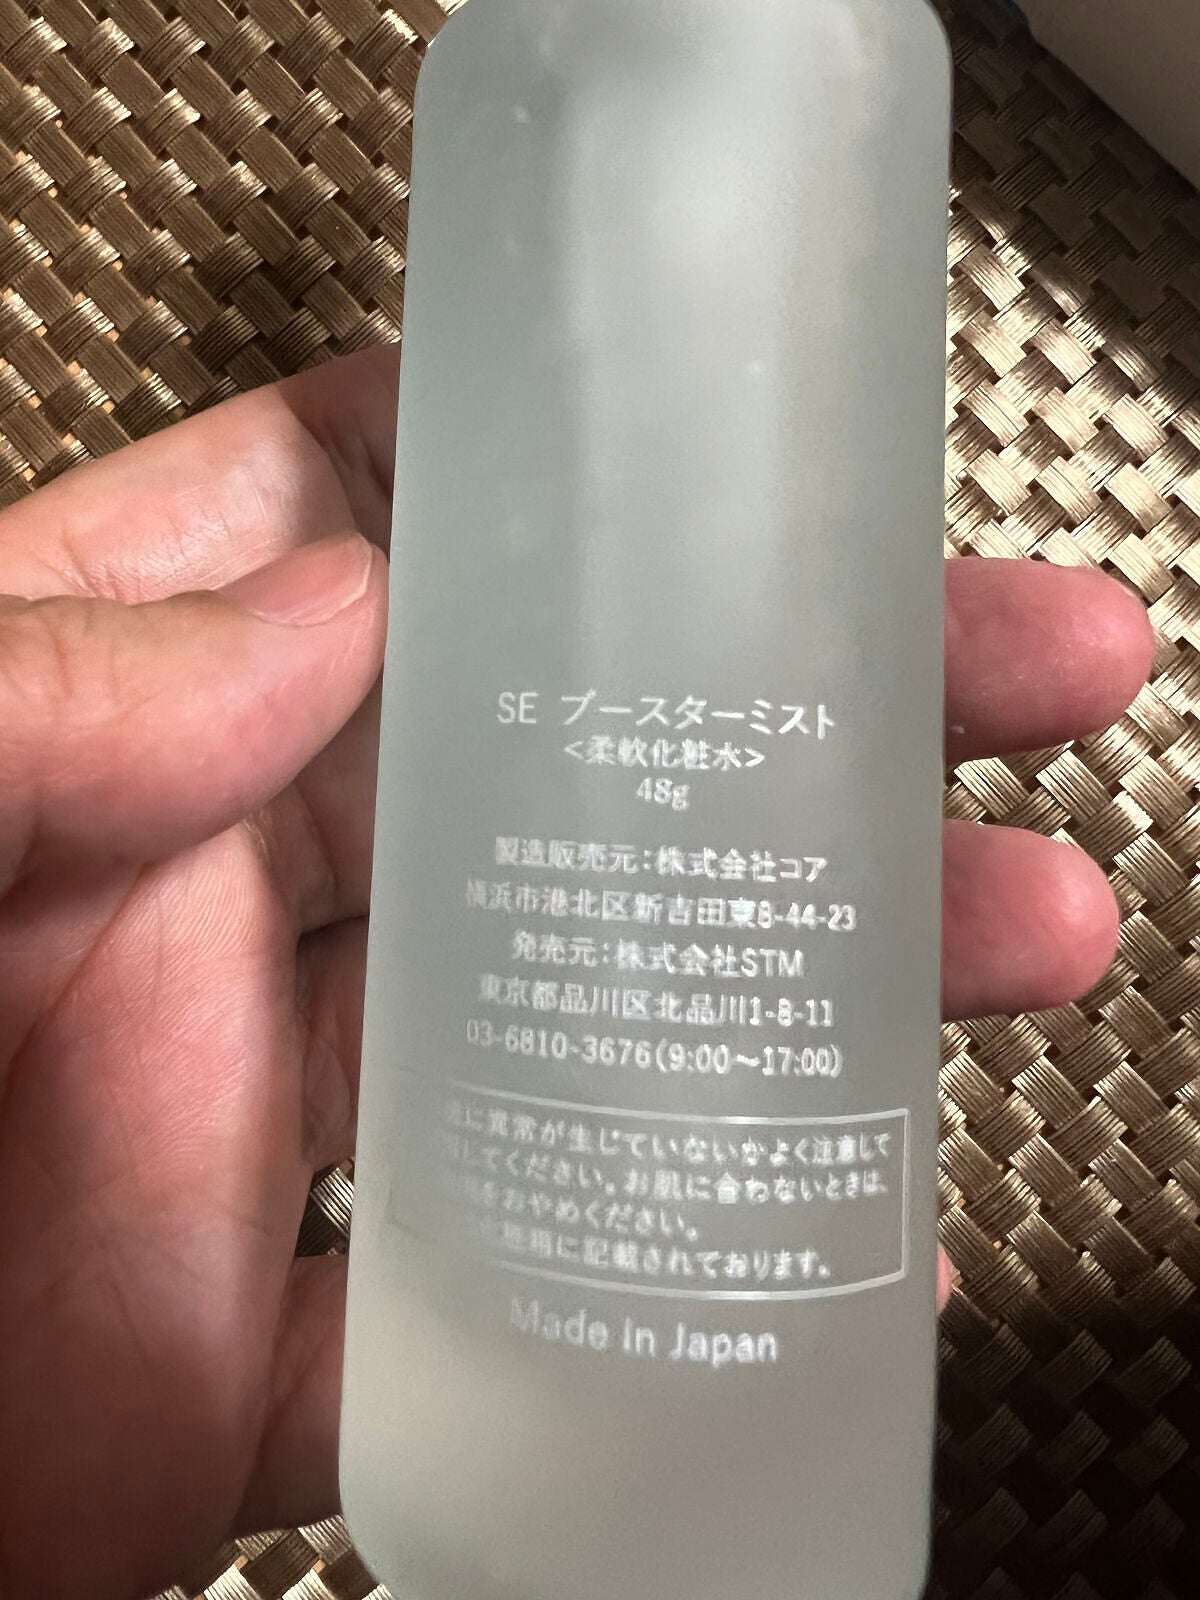 SE ブースターミスト
<柔軟化粧水>
48g
製造販売元：株式会社コア
横浜市港北区新吉田東8-44-23
発売元：株式会社STM
東京都品川区北品川1-8-11
03-6810-3676(9:00～17:00)
に異常が生じていないかよく注意して
してください。お肌に合わないときは、
をおやめください。
に記載されております。
Made In Japan